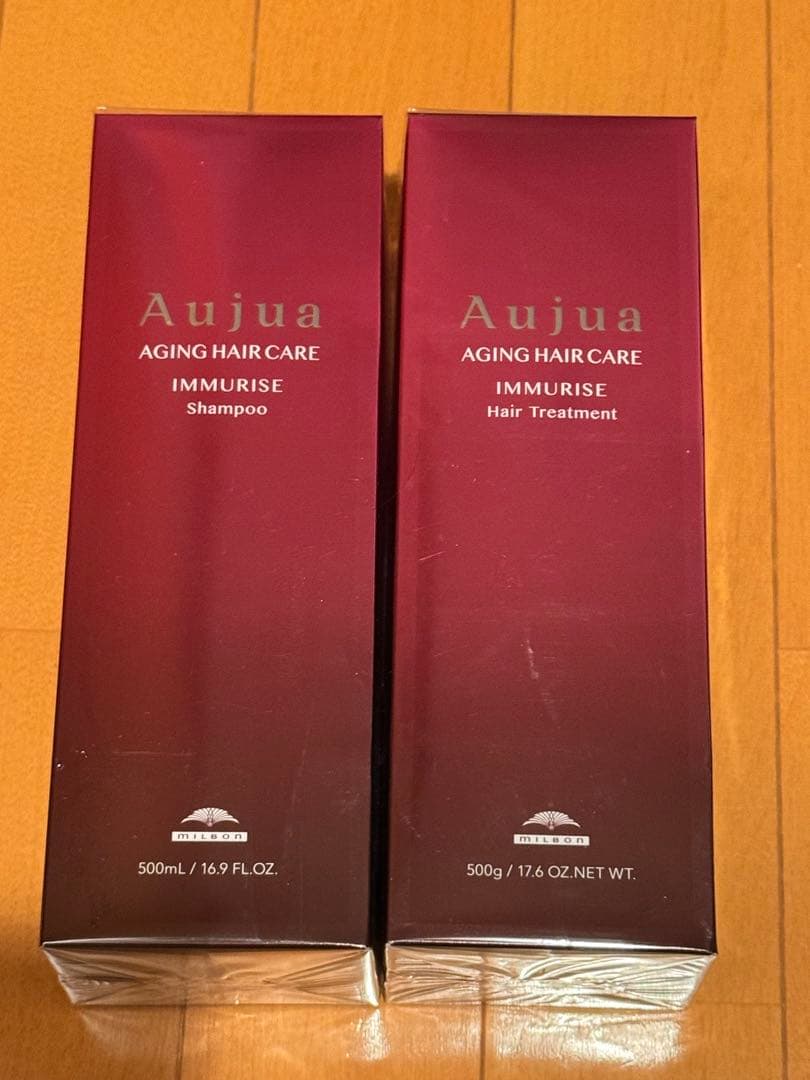 Aujua
AGING HAIR CARE
IMMURISE
Shampoo
MILBON
500mL / 16.9 FL.OZ.
Aujua
AGING HAIR CARE
IMMURISE
Hair Treatment
MILBON
500g / 17.6 OZ.NET WT.